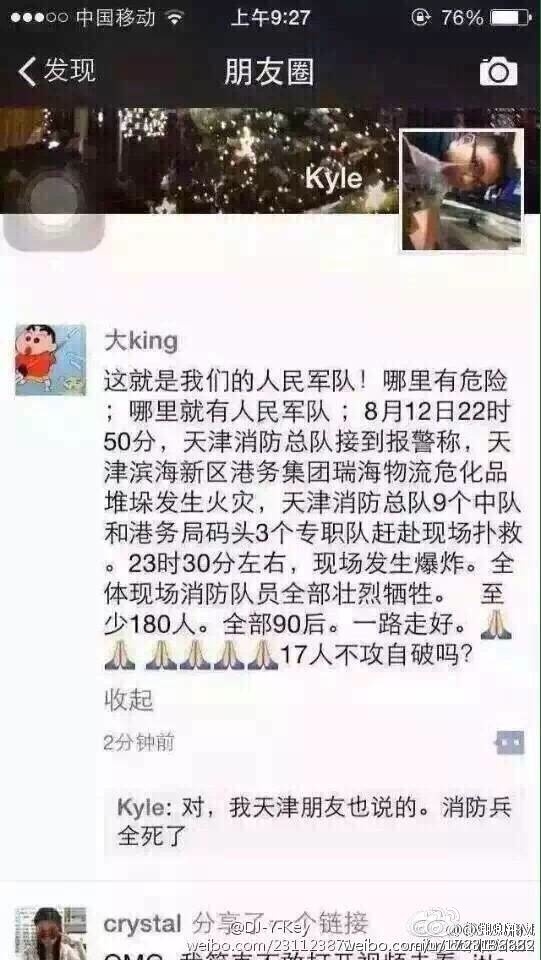 中国移动 上午9:27 76%
发现 朋友圈
Kyle
大king
这就是我们的人民军队！哪里有危险
；哪里就有人民军队 ；8月12日22时
50分，天津消防总队接到报警称，天
津滨海新区港务集团瑞海物流危化品
堆垛发生火灾，天津消防总队9个中队
和港务局码头3个专职队赶赴现场扑救
。23时30分左右，现场发生爆炸。全
体现场消防队员全部壮烈牺牲。 至
少180人。全部90后。一路走好。🙏
🙏🙏🙏🙏🙏17人不攻自破吗?
收起
2分钟前
Kyle: 对，我天津朋友也说的。消防兵
全死了
crystal 分享了一个链接
@DJ-7-Key